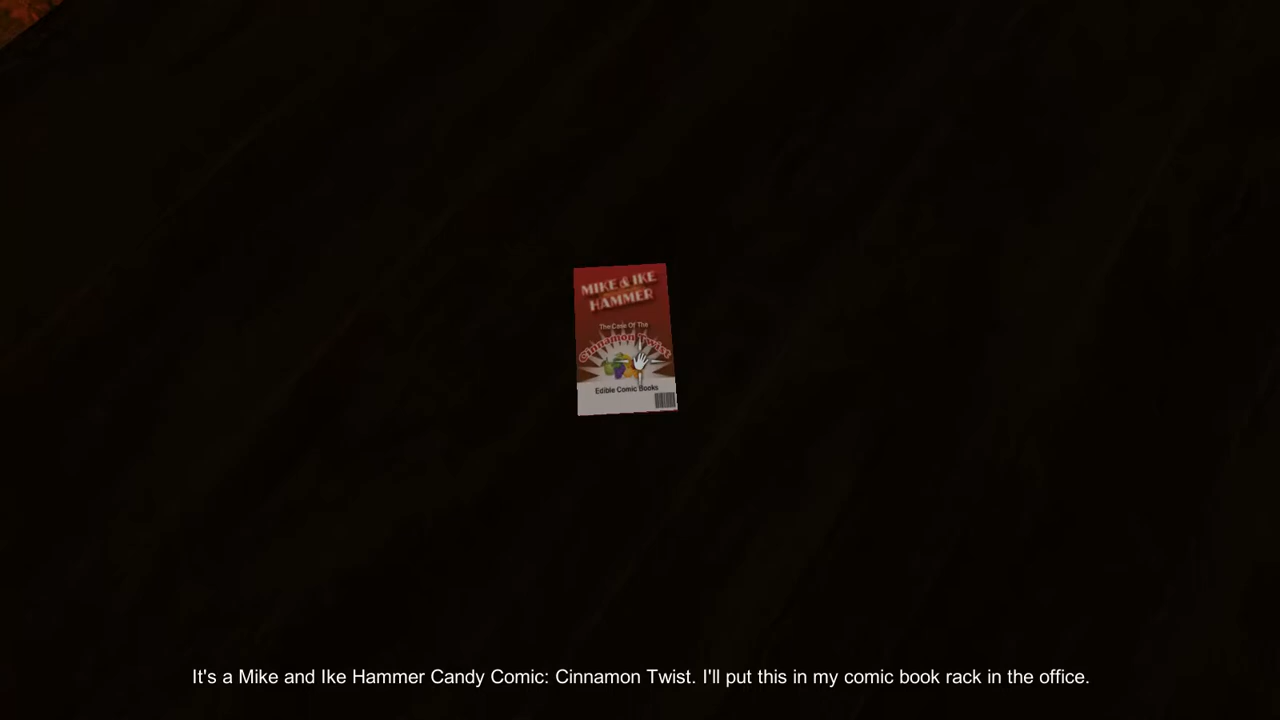 MIKE & IKE
HAMMER
The Case Of The
Cinnamon Twist
Edible Comic Books
It's a Mike and Ike Hammer Candy Comic: Cinnamon Twist. I'll put this in my comic book rack in the office.